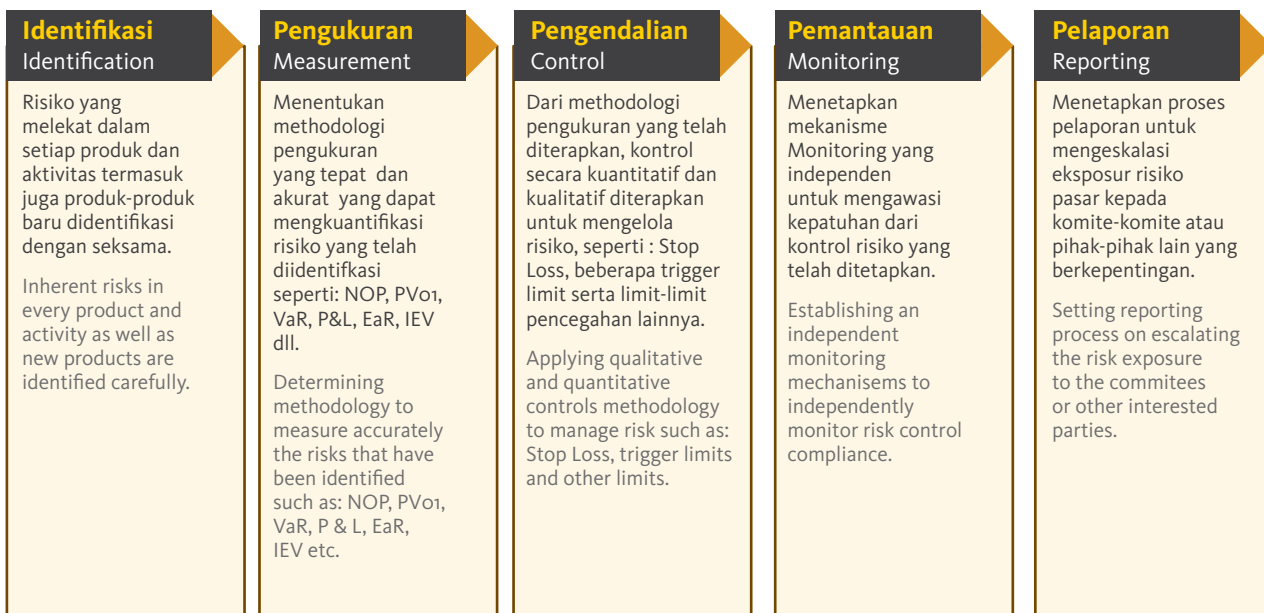 Identifikasi
Identification
Risiko yang
melekat dalam
setiap produk dan
aktivitas termasuk
juga produk-produk
baru didentifikasi
dengan seksama.
Inherent risks in
every product and
activity as well as
new products are
identified carefully.
Pengukuran
Measurement
Menentukan
methodologi
pengukuran
yang tepat dan
akurat yang dapat
mengkuantifikasi
risiko yang telah
diidentifkasi
seperti: NOP, PV01,
VaR, P&L, EaR, IEV
dll.
Determining
methodology to
measure accurately
the risks that have
been identified
such as: NOP, PV01,
VaR, P & L, EaR,
IEV etc.
Pengendalian
Control
Dari methodologi
pengukuran yang telah
diterapkan, kontrol
secara kuantitatif dan
kualitatif diterapkan
untuk mengelola
risiko, seperti : Stop
Loss, beberapa trigger
limit serta limit-limit
pencegahan lainnya.
Applying qualitative
and quantitative
controls methodology
to manage risk such as:
Stop Loss, trigger limits
and other limits.
Pemantauan
Monitoring
Menetapkan
mekanisme
Monitoring yang
independen
untuk mengawasi
kepatuhan dari
kontrol risiko yang
telah ditetapkan.
Establishing an
independent
monitoring
mechanisems to
independently
monitor risk control
compliance.
Pelaporan
Reporting
Menetapkan proses
pelaporan untuk
mengeskalasi
eksposur risiko
pasar kepada
komite-komite atau
pihak-pihak lain yang
berkepentingan.
Setting reporting
process on escalating
the risk exposure
to the commitees
or other interested
parties.